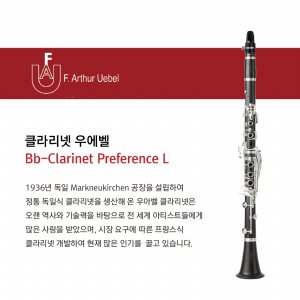 F
UA
F. Arthur Uebel
클라리넷 우에벨
Bb-Clarinet Preference L
1936년 독일 Markneukirchen 공장을 설립하여
정통 독일식 클라리넷을 생산해 온 우아벨 클라리넷은
오랜 역사와 기술력을 바탕으로 전 세계 아티스트들에게
많은 사랑을 받았으며, 시장 요구에 따른 프랑스식
클라리넷 개발하여 현재 많은 인기를 끌고 있습니다.